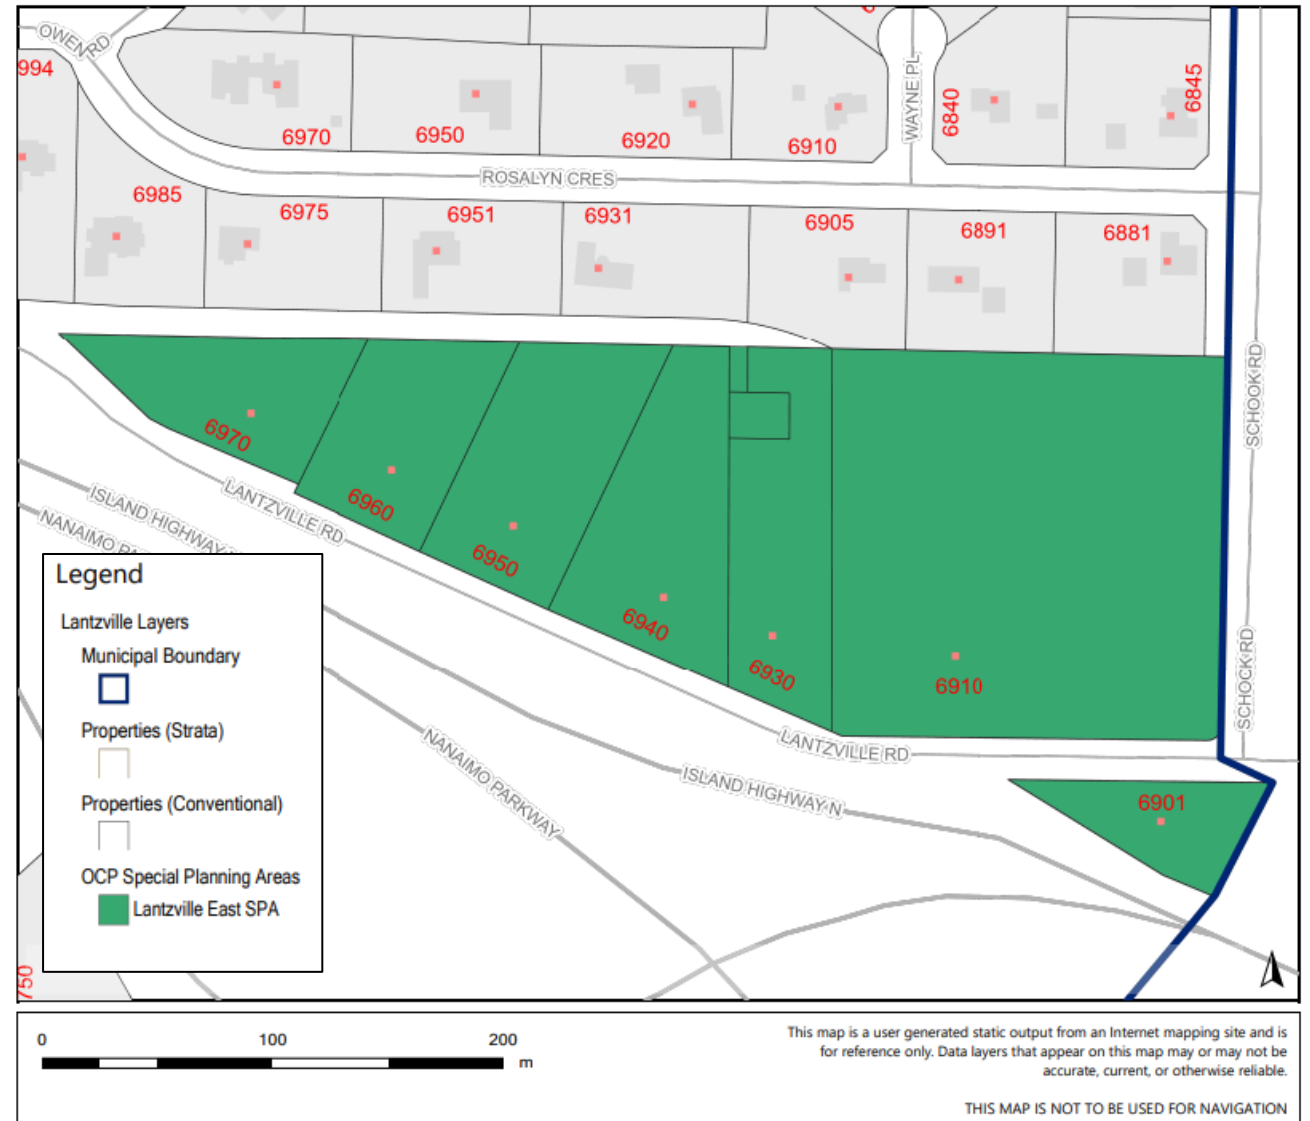 OWEN RD
994
6970
6950
6920
6910
WAYNE PL
6840
6845
ROSALYN CRES
6985
6975
6951
6931
6905
6891
6881
SCHOOK RD
6970
6960
6950
6940
6930
6910
LANTZVILLE RD
ISLAND HIGHWAY
NANAIMO PA
SCHOCK RD
LANTZVILLE RD
ISLAND HIGHWAY N
NANAIMO PARKWAY
6901
Legend
Lantzville Layers
Municipal Boundary
Properties (Strata)
Properties (Conventional)
OCP Special Planning Areas
Lantzville East SPA
750
0 100 200
m
This map is a user generated static output from an Internet mapping site and is
for reference only. Data layers that appear on this map may or may not be
accurate, current, or otherwise reliable.
THIS MAP IS NOT TO BE USED FOR NAVIGATION